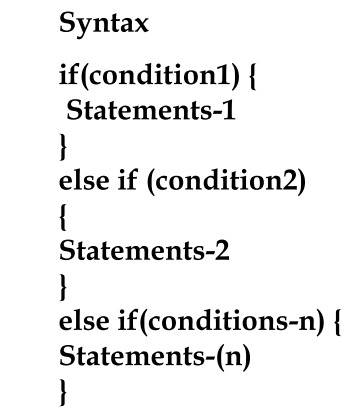 Syntax
if(condition1) {
Statements-1
}
else if (condition2)
{
Statements-2
}
else if(conditions-n) {
Statements-(n)
}